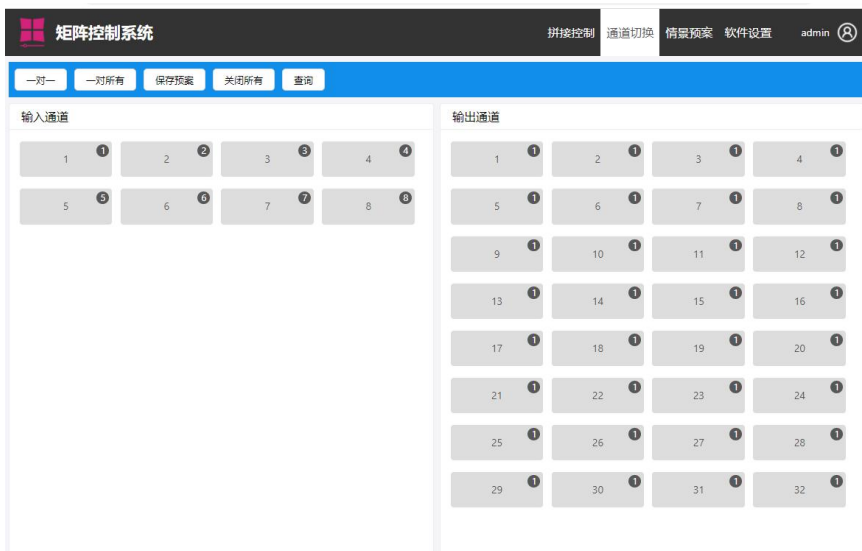 矩阵控制系统 拼接控制 通道切换 情景预案 软件设置 admin
一对一 一对所有 保存预案 关闭所有 查询
输入通道 输出通道
1 1 2 2 3 3 4 4 1 1 2 1 3 1 4 1
5 5 6 6 7 7 8 8 5 1 6 1 7 1 8 1
9 1 10 1 11 1 12 1
13 1 14 1 15 1 16 1
17 1 18 1 19 1 20 1
21 1 22 1 23 1 24 1
25 1 26 1 27 1 28 1
29 1 30 1 31 1 32 1